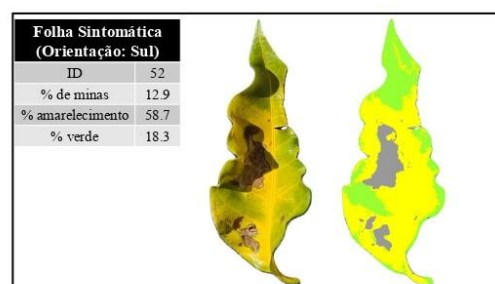 Folha Sintomática
(Orientação: Sul)
ID 52
% de minas 12.9
% amarelecimento 58.7
% verde 18.3